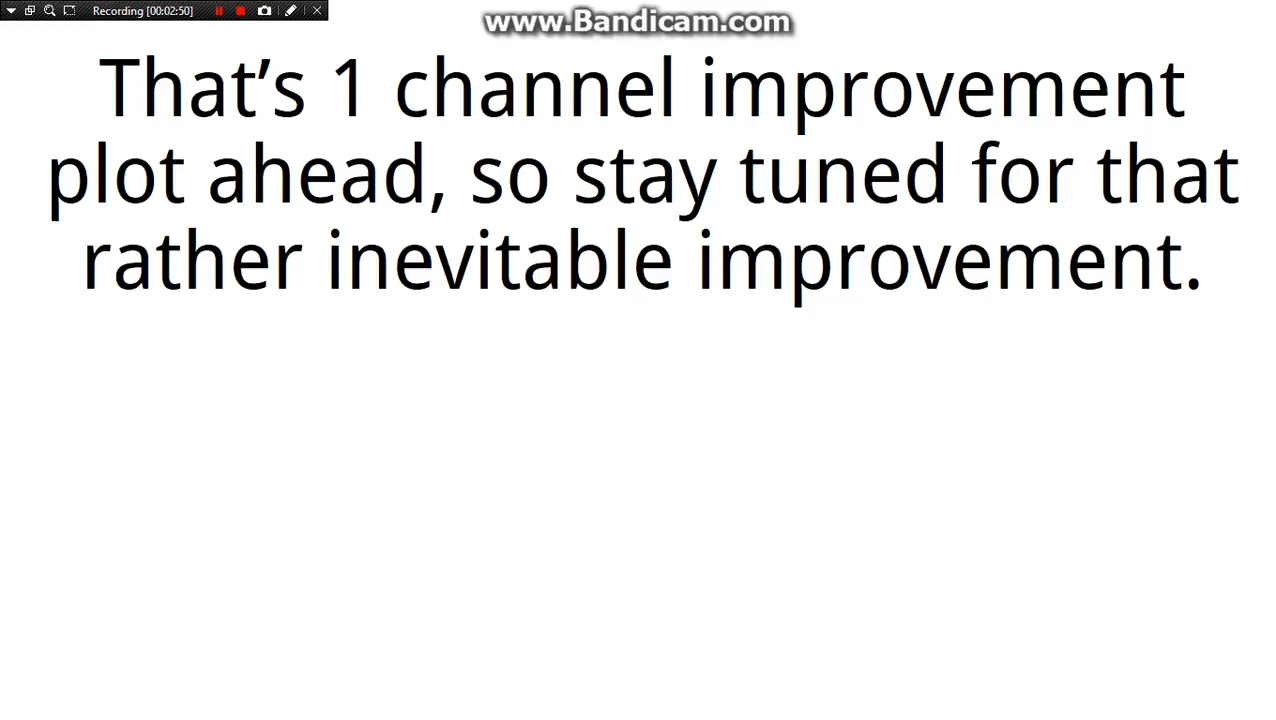 Recording [00:02:50]
www.Bandicam.com
That’s 1 channel improvement
plot ahead, so stay tuned for that
rather inevitable improvement.